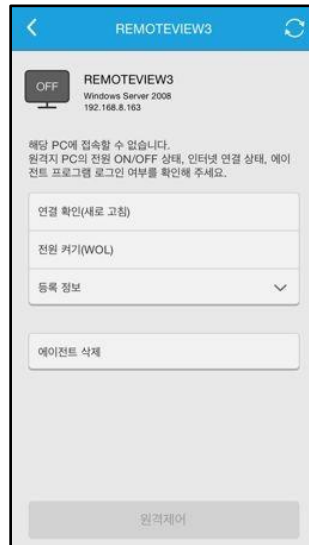 REMOTEVIEW3
OFF
REMOTEVIEW3
Windows Server 2008
192.168.8.163
해당 PC에 접속할 수 없습니다.
원격지 PC의 전원 ON/OFF 상태, 인터넷 연결 상태, 에이
전트 프로그램 로그인 여부를 확인해 주세요.
연결 확인(새로 고침)
전원 켜기(WOL)
등록 정보
에이전트 삭제
원격제어